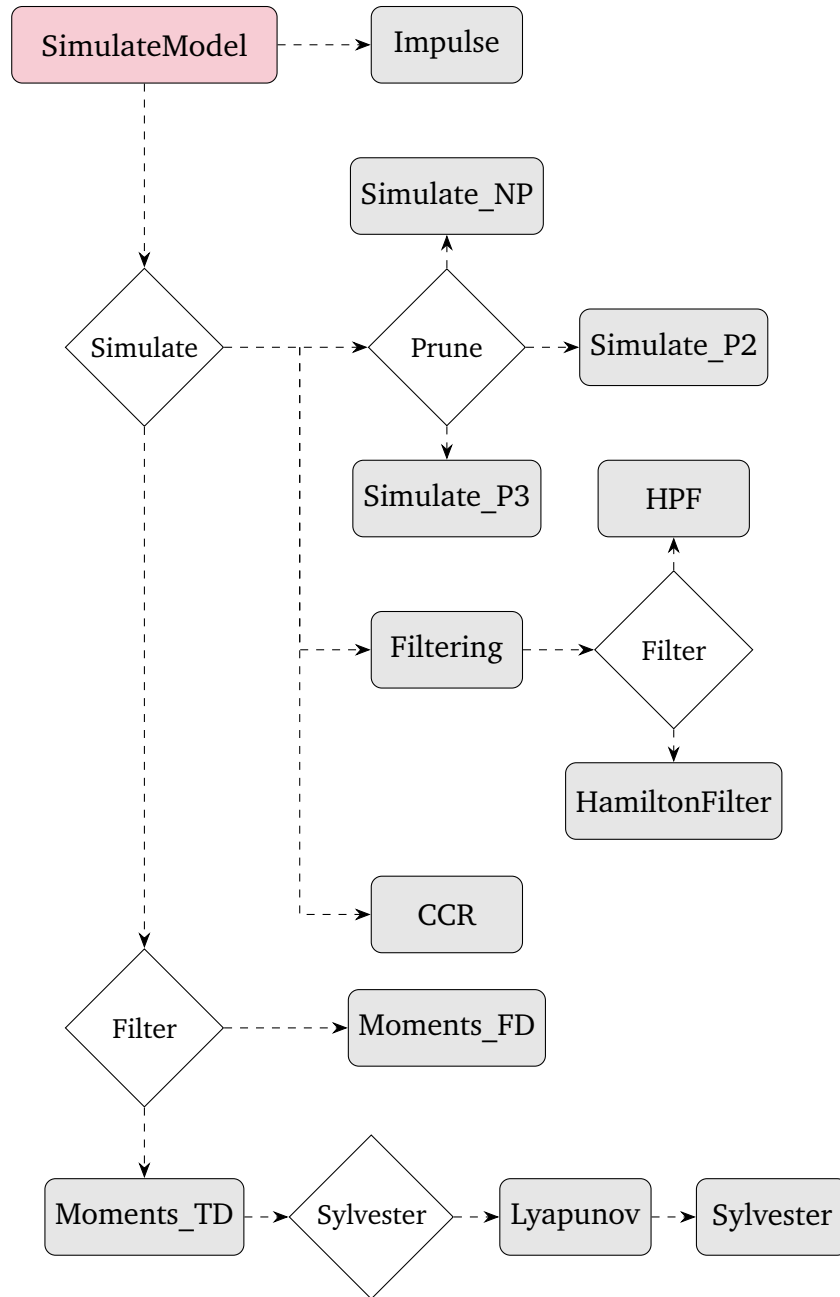 SimulateModel
Impulse
Simulate_NP
Simulate
Prune
Simulate_P2
Simulate_P3
HPF
Filtering
Filter
HamiltonFilter
CCR
Filter
Moments_FD
Moments_TD
Sylvester
Lyapunov
Sylvester